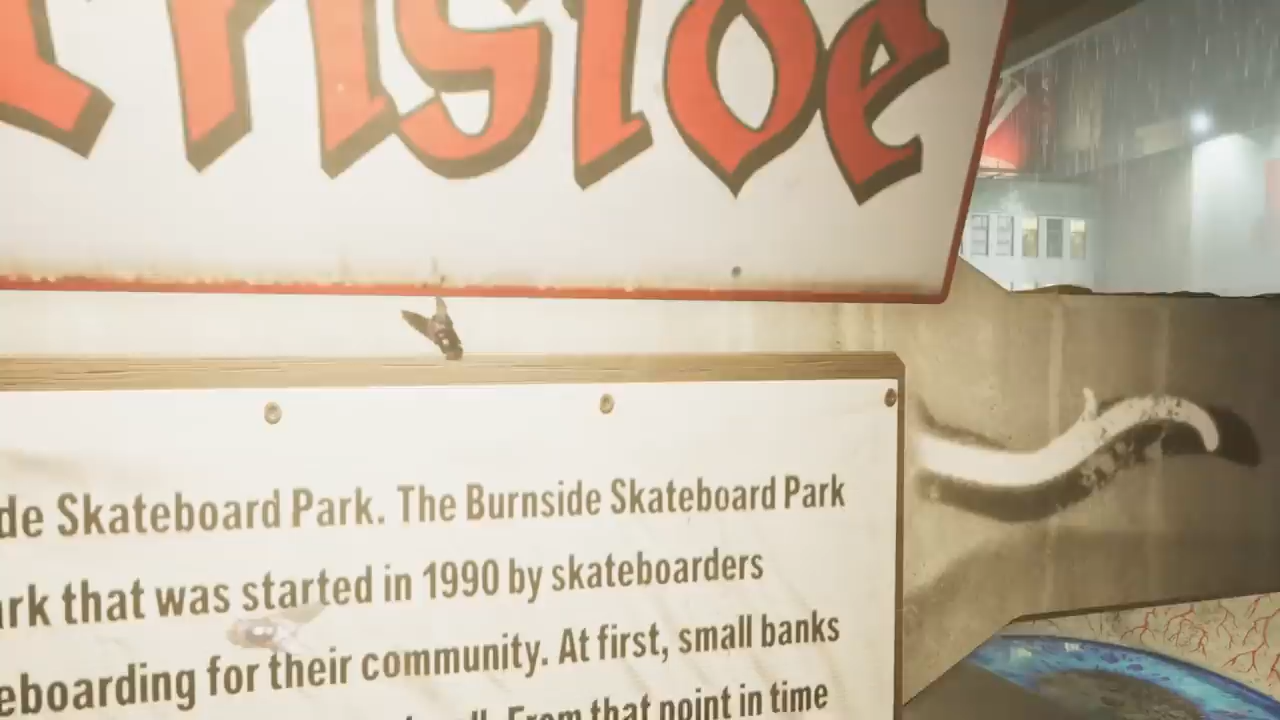 rnside
de Skateboard Park. The Burnside Skateboard Park
ark that was started in 1990 by skateboarders
eboarding for their community. At first, small banks
From that point in time